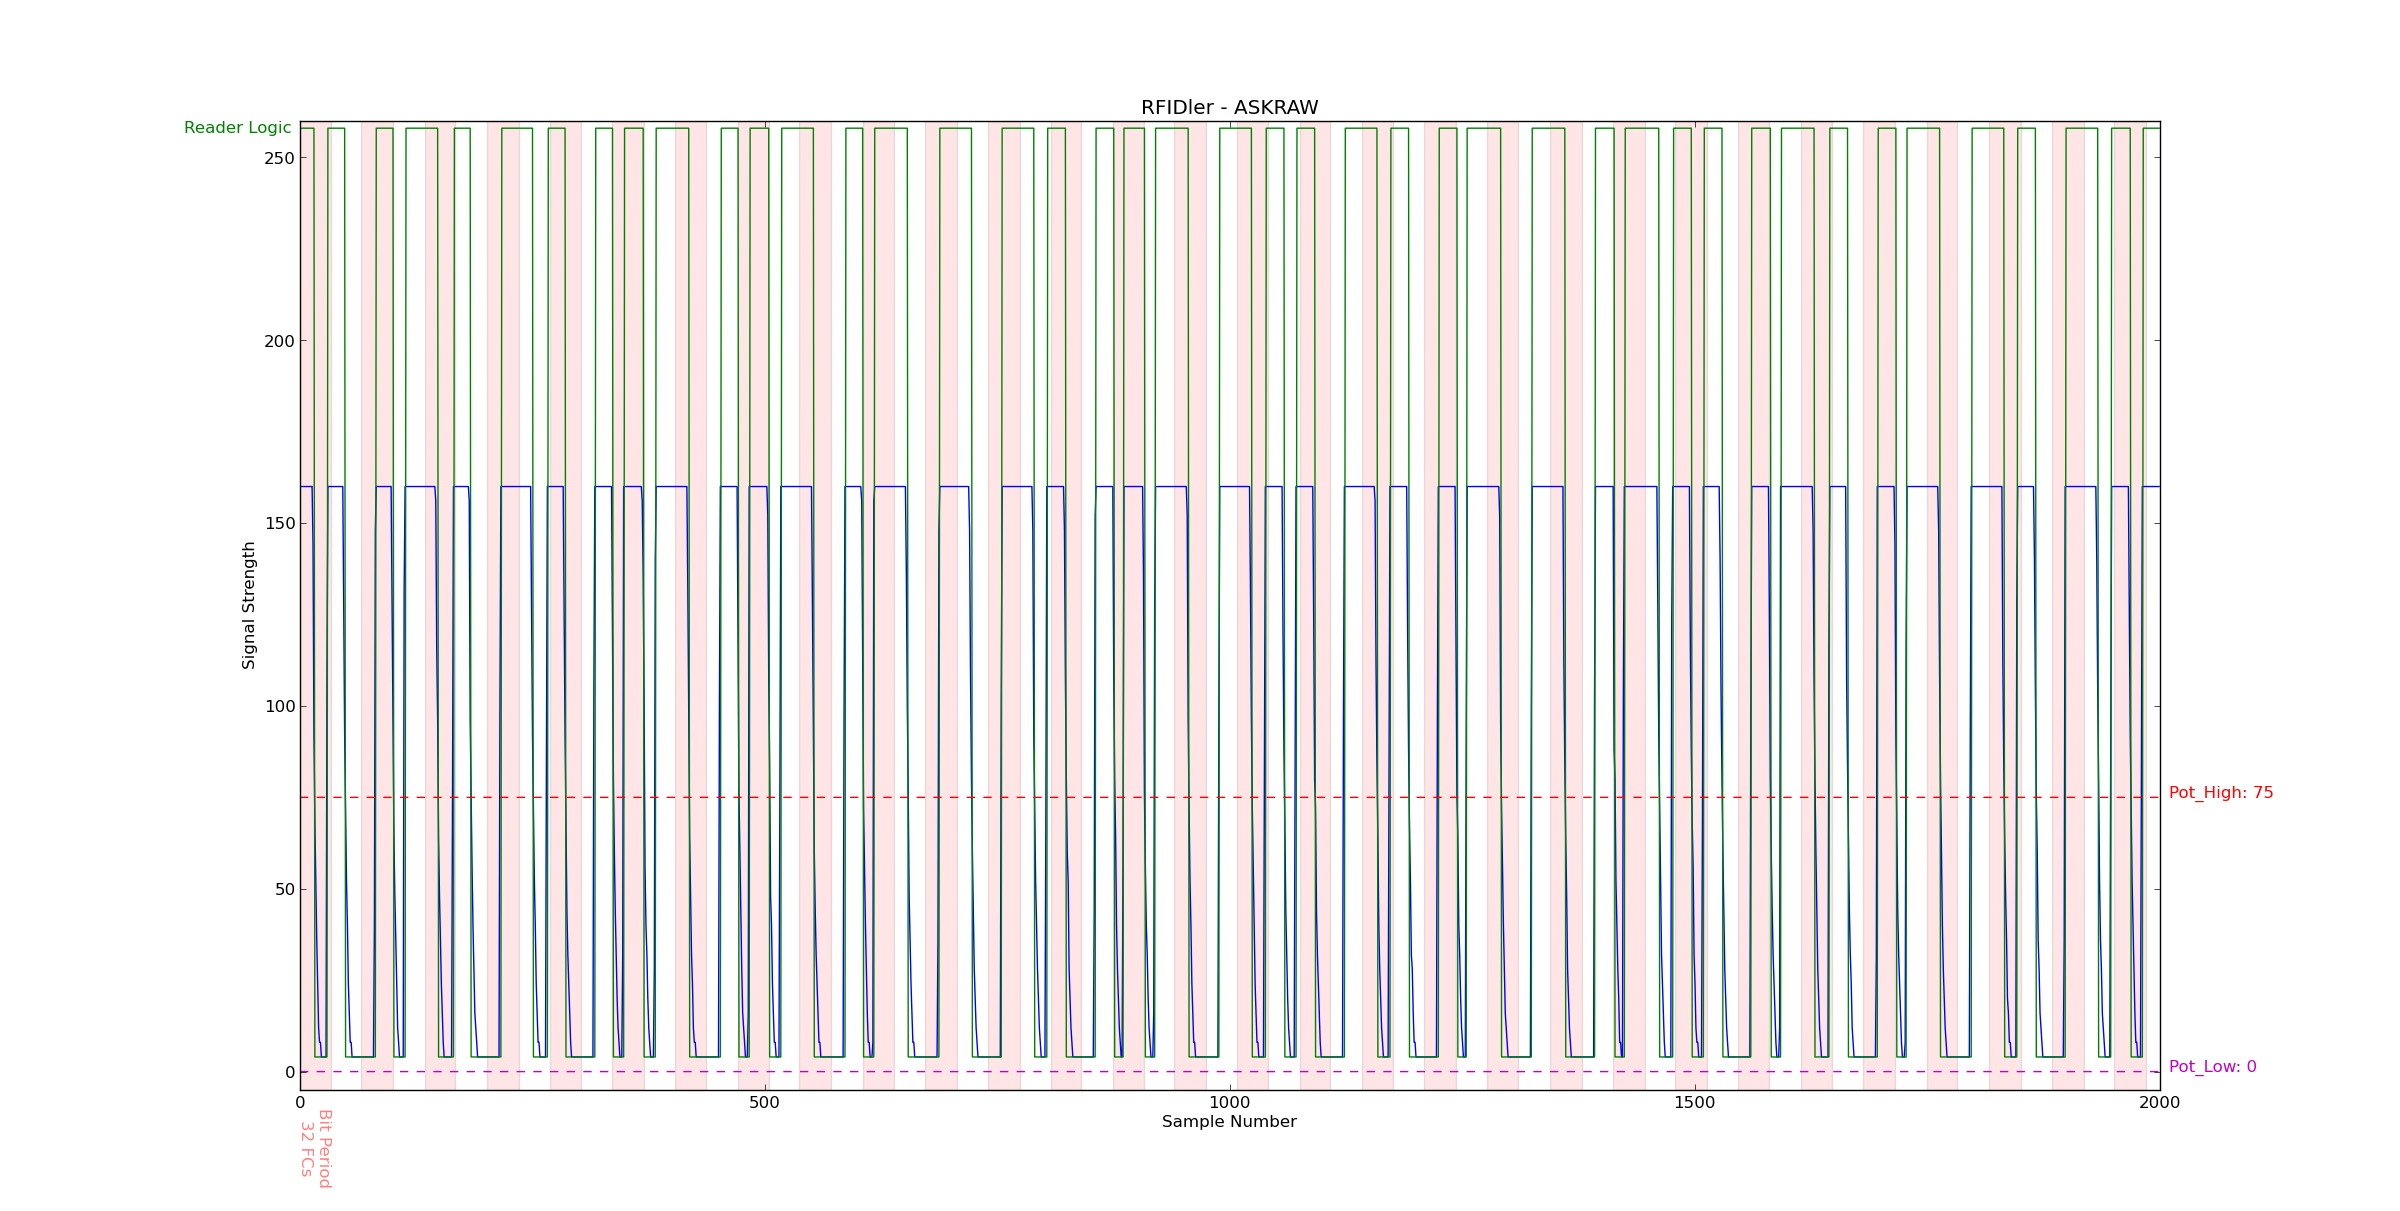 RFIDler - ASKRAW
Reader Logic
250
200
150
100
50
0
Signal Strength
Pot_High: 75
Pot_Low: 0
0
500
1000
1500
2000
Sample Number
Bit Period
32 FCs